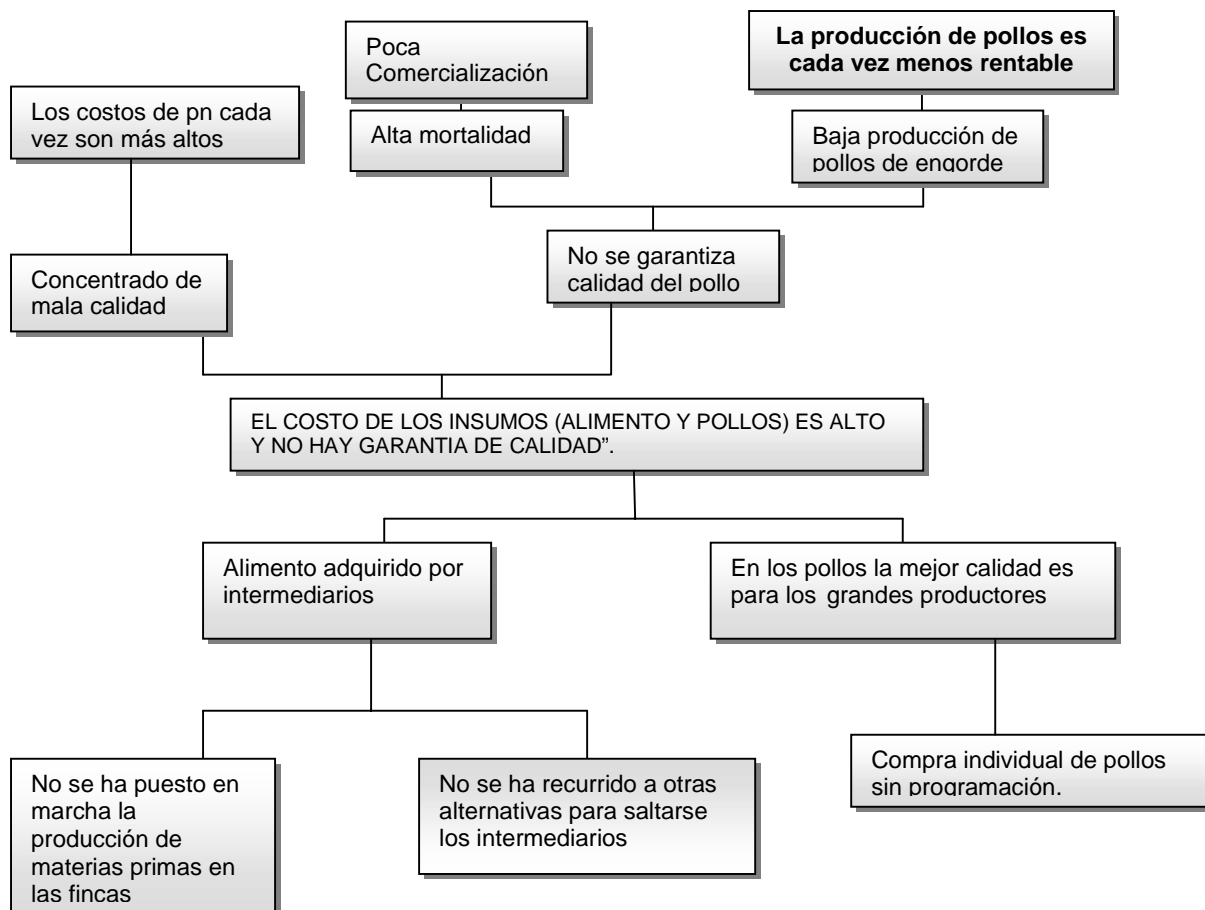 Poca
Comercialización
La producción de pollos es
cada vez menos rentable
Los costos de pn cada
vez son más altos
Alta mortalidad
Baja producción de
pollos de engorde
No se garantiza
calidad del pollo
Concentrado de
mala calidad
EL COSTO DE LOS INSUMOS (ALIMENTO Y POLLOS) ES ALTO
Y NO HAY GARANTIA DE CALIDAD”.
Alimento adquirido por
intermediarios
En los pollos la mejor calidad es
para los grandes productores
No se ha puesto en
marcha la
producción de
materias primas en
las fincas
No se ha recurrido a otras
alternativas para saltarse
los intermediarios
Compra individual de pollos
sin programación.